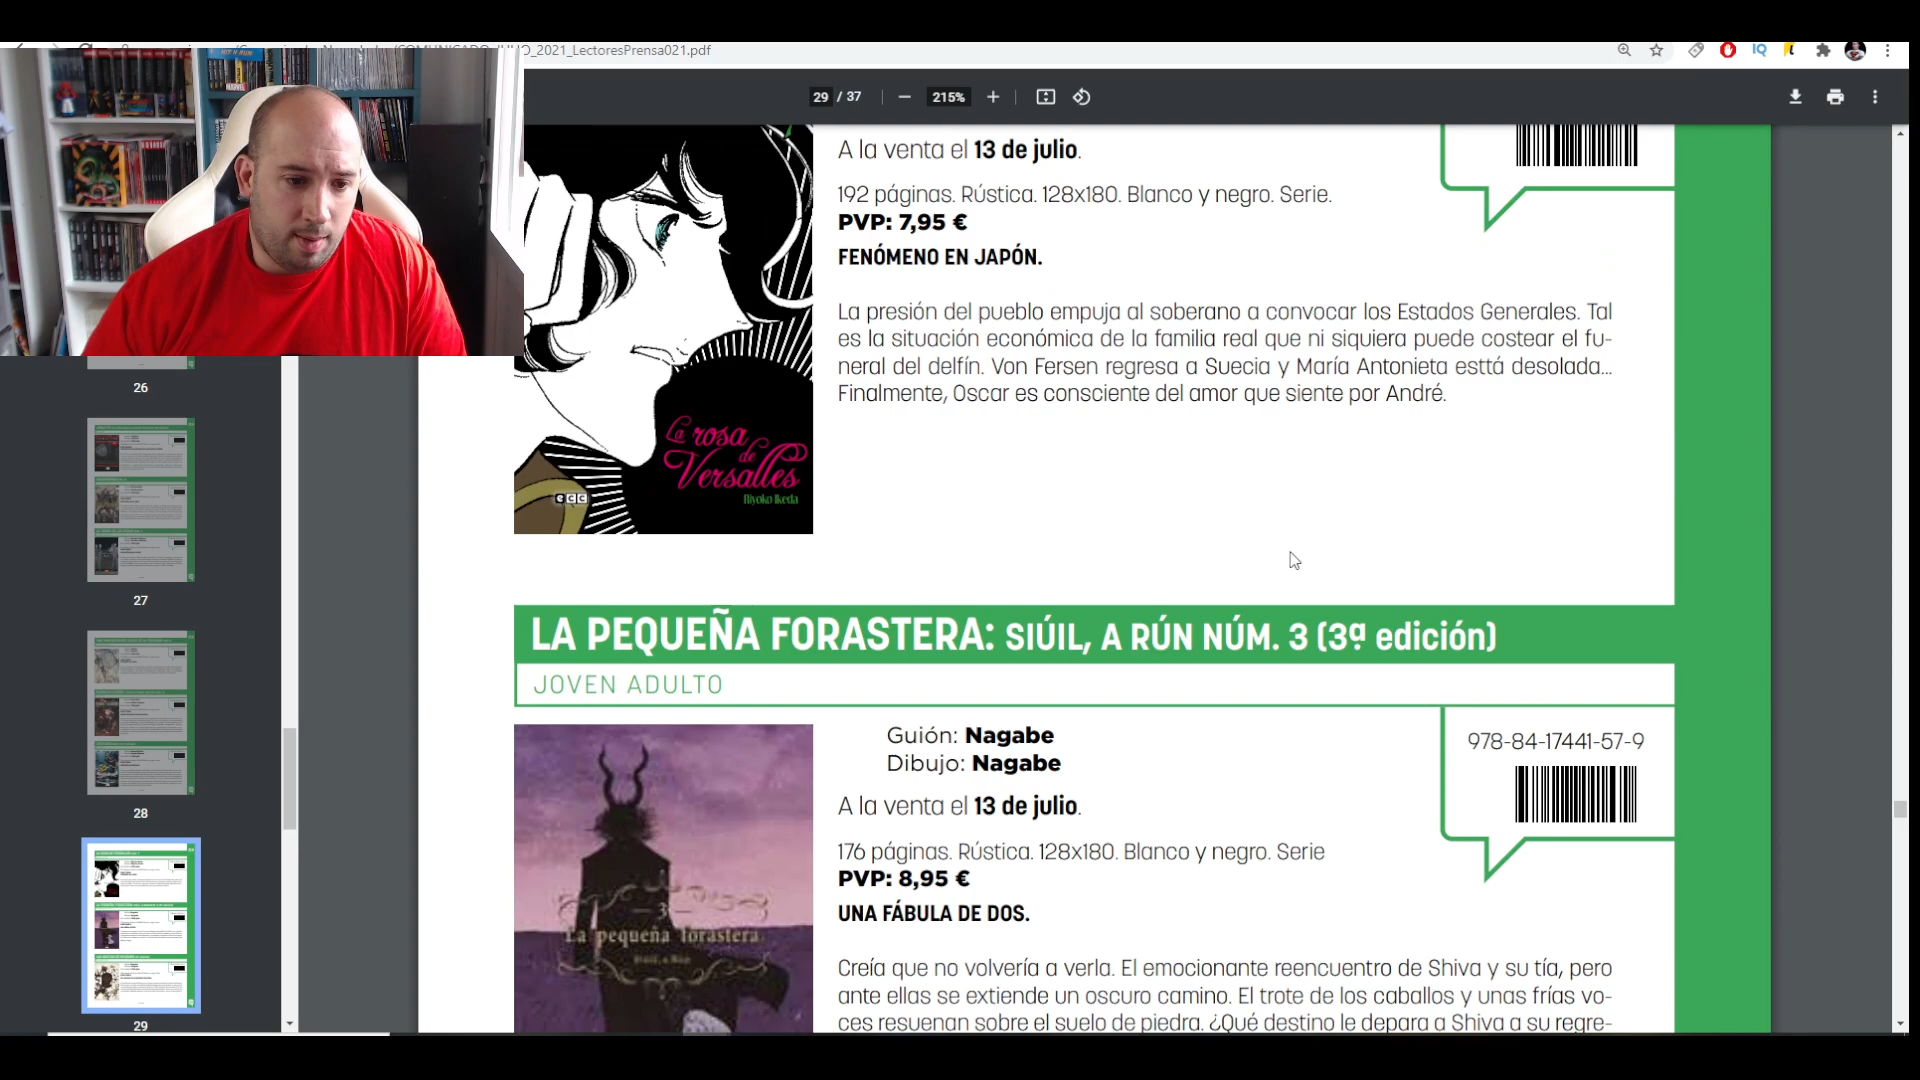 O_2021_LectoresPrensa021.pdf
29 / 37
215%
A la venta el 13 de julio.
192 páginas. Rústica. 128x180. Blanco y negro. Serie.
PVP: 7,95 €
FENÓMENO EN JAPÓN.
La presión del pueblo empuja al soberano a convocar los Estados Generales. Tal
es la situación económica de la familia real que ni siquiera puede costear el fu-
neral del delfín. Von Fersen regresa a Suecia y María Antonieta esttá desolada...
Finalmente, Oscar es consciente del amor que siente por André.
La rosa
de
Versalles
Riyoko Ikeda
ecc
26
27
28
29
LA PEQUEÑA FORASTERA: SIÚIL, A RÚN NÚM. 3 (3ª edición)
JOVEN ADULTO
Guión: Nagabe
Dibujo: Nagabe
978-84-17441-57-9
A la venta el 13 de julio.
176 páginas. Rústica. 128x180. Blanco y negro. Serie
PVP: 8,95 €
UNA FÁBULA DE DOS.
3
La pequeña forastera
Siúil, a Rún
Creía que no volvería a verla. El emocionante reencuentro de Shiva y su tía, pero
ante ellas se extiende un oscuro camino. El trote de los caballos y unas frías vo-
ces resuenan sobre el suelo de piedra. ¿Qué destino le depara a Shiva a su regre-